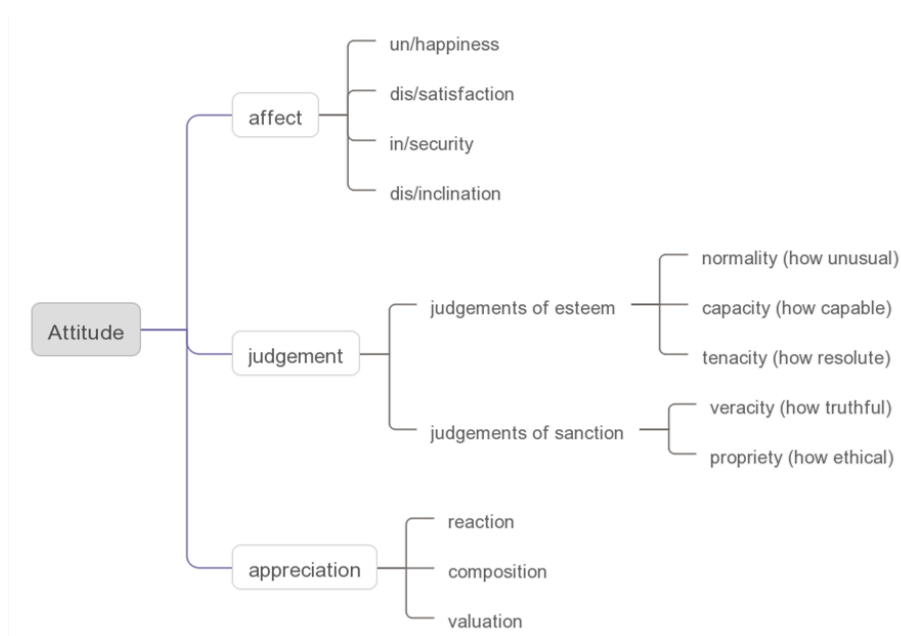 un/happiness
affect
dis/satisfaction
in/security
dis/inclination
normality (how unusual)
judgements of esteem
capacity (how capable)
Attitude
judgement
tenacity (how resolute)
veracity (how truthful)
judgements of sanction
propriety (how ethical)
reaction
appreciation
composition
valuation